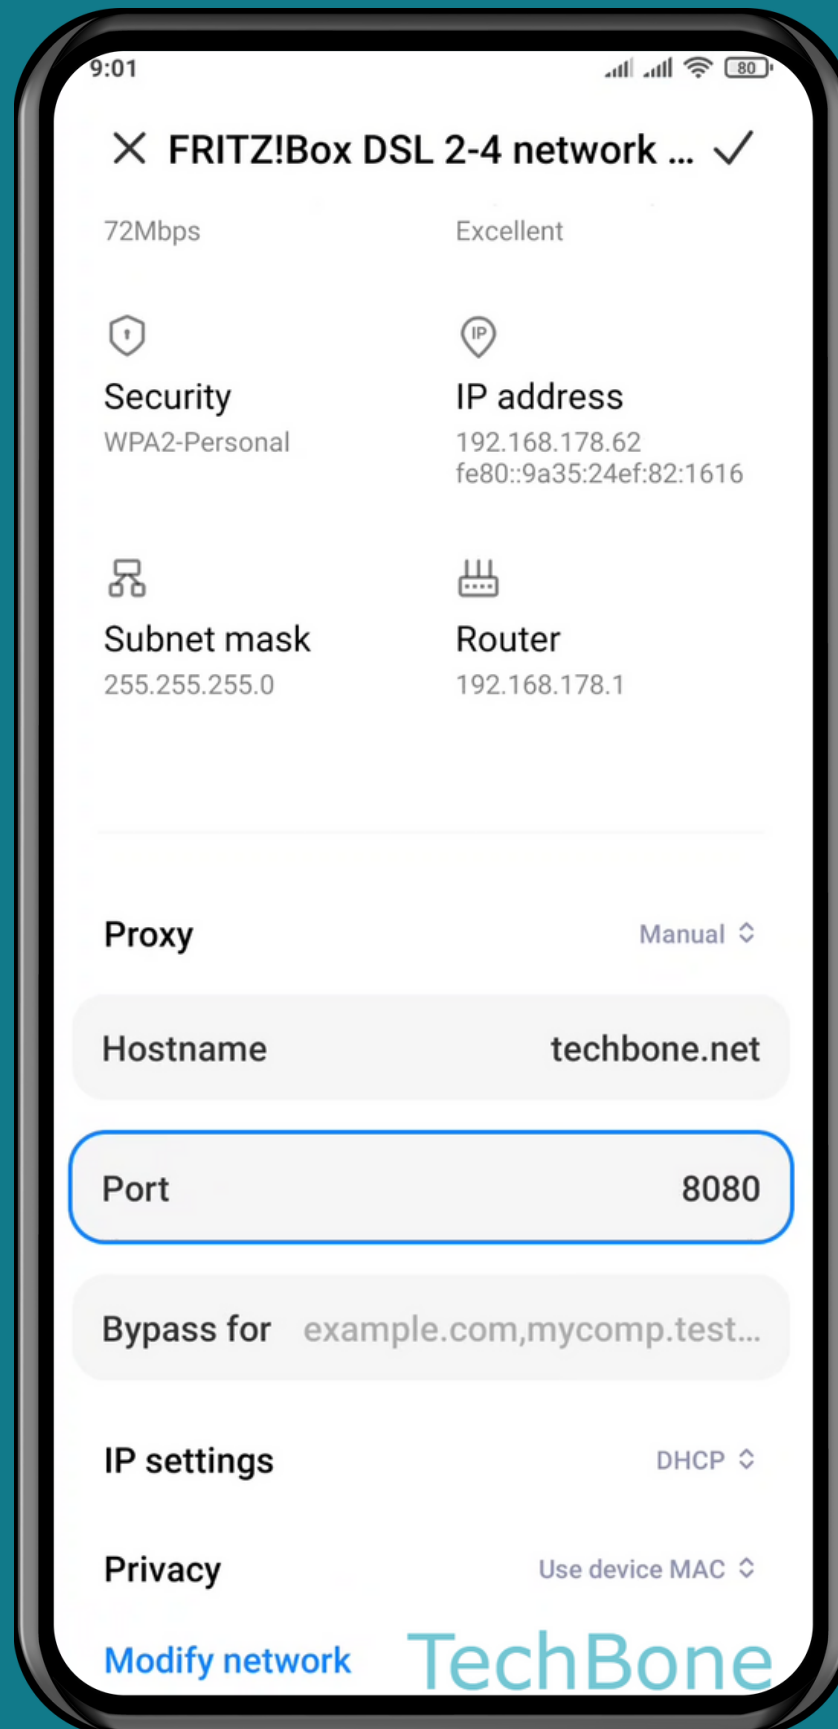 9:01
80
FRITZ!Box DSL 2-4 network ...
72Mbps
Excellent
Security
WPA2-Personal
IP
IP address
192.168.178.62
fe80::9a35:24ef:82:1616
Subnet mask
255.255.255.0
Router
192.168.178.1
Proxy
Manual
Hostname
techbone.net
Port
8080
Bypass for
example.com,mycomp.test...
IP settings
DHCP
Privacy
Use device MAC
Modify network
TechBone